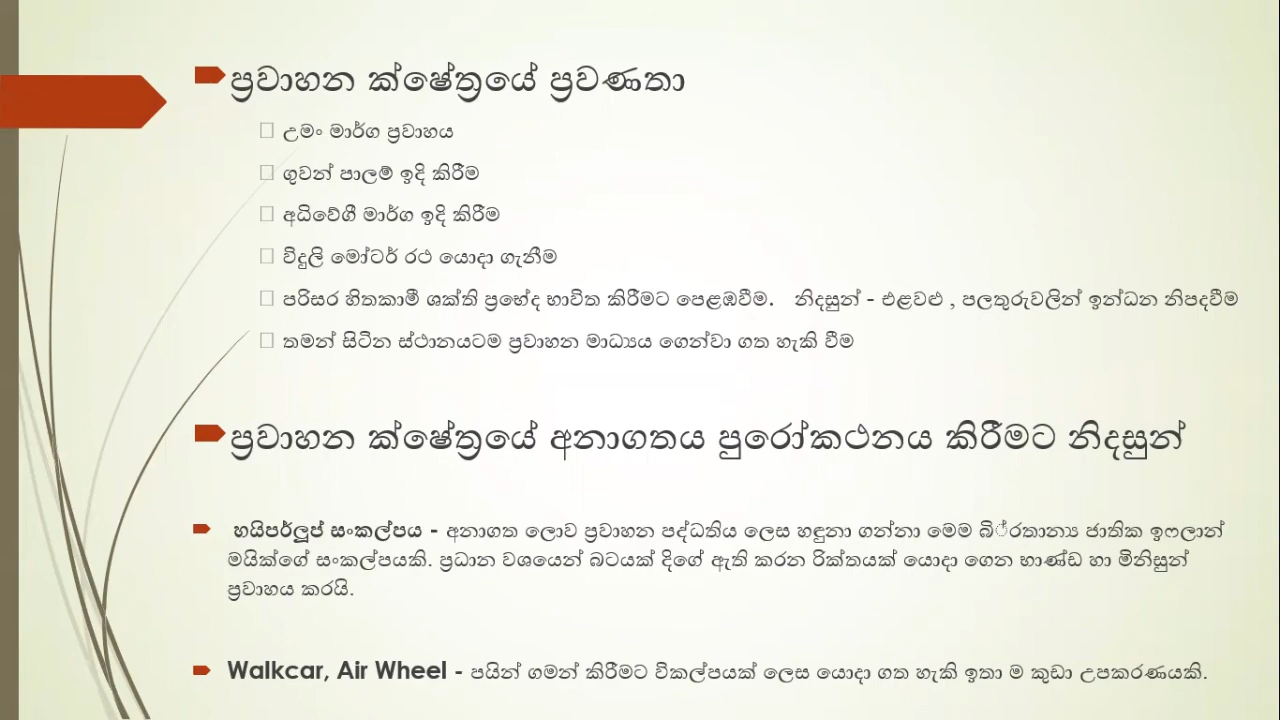 ප්‍රවාහන ක්ෂේත්‍රයේ ප්‍රවණතා
උමං මාර්ග ප්‍රවාහය
ගුවන් පාලම් ඉදි කිරීම
අධිවේගී මාර්ග ඉදි කිරීම
විදුලි මෝටර් රථ යොදා ගැනීම
පරිසර හිතකාමී ශක්ති ප්‍රභේද භාවිත කිරීමට පෙළඹවීම. නිදසුන් - එළවළු , පලතුරුවලින් ඉන්ධන නිපදවීම
තමන් සිටින ස්ථානයටම ප්‍රවාහන මාධ්‍යය ගෙන්වා ගත හැකි වීම
ප්‍රවාහන ක්ෂේත්‍රයේ අනාගතය පුරෝකථනය කිරීමට නිදසුන්
හයිපර්ලූප් සංකල්පය - අනාගත ලොව ප්‍රවාහන පද්ධතිය ලෙස හඳුනා ගන්නා මෙම බි්රතාන්‍ය ජාතික ඉෆලාන්
මයික්ගේ සංකල්පයකි. ප්‍රධාන වශයෙන් බටයක් දිගේ ඇති කරන රික්තයක් යොදා ගෙන භාණ්ඩ හා මිනිසුන්
ප්‍රවාහය කරයි.
Walkcar, Air Wheel - පයින් ගමන් කිරීමට විකල්පයක් ලෙස යොදා ගත හැකි ඉතා ම කුඩා උපකරණයකි.